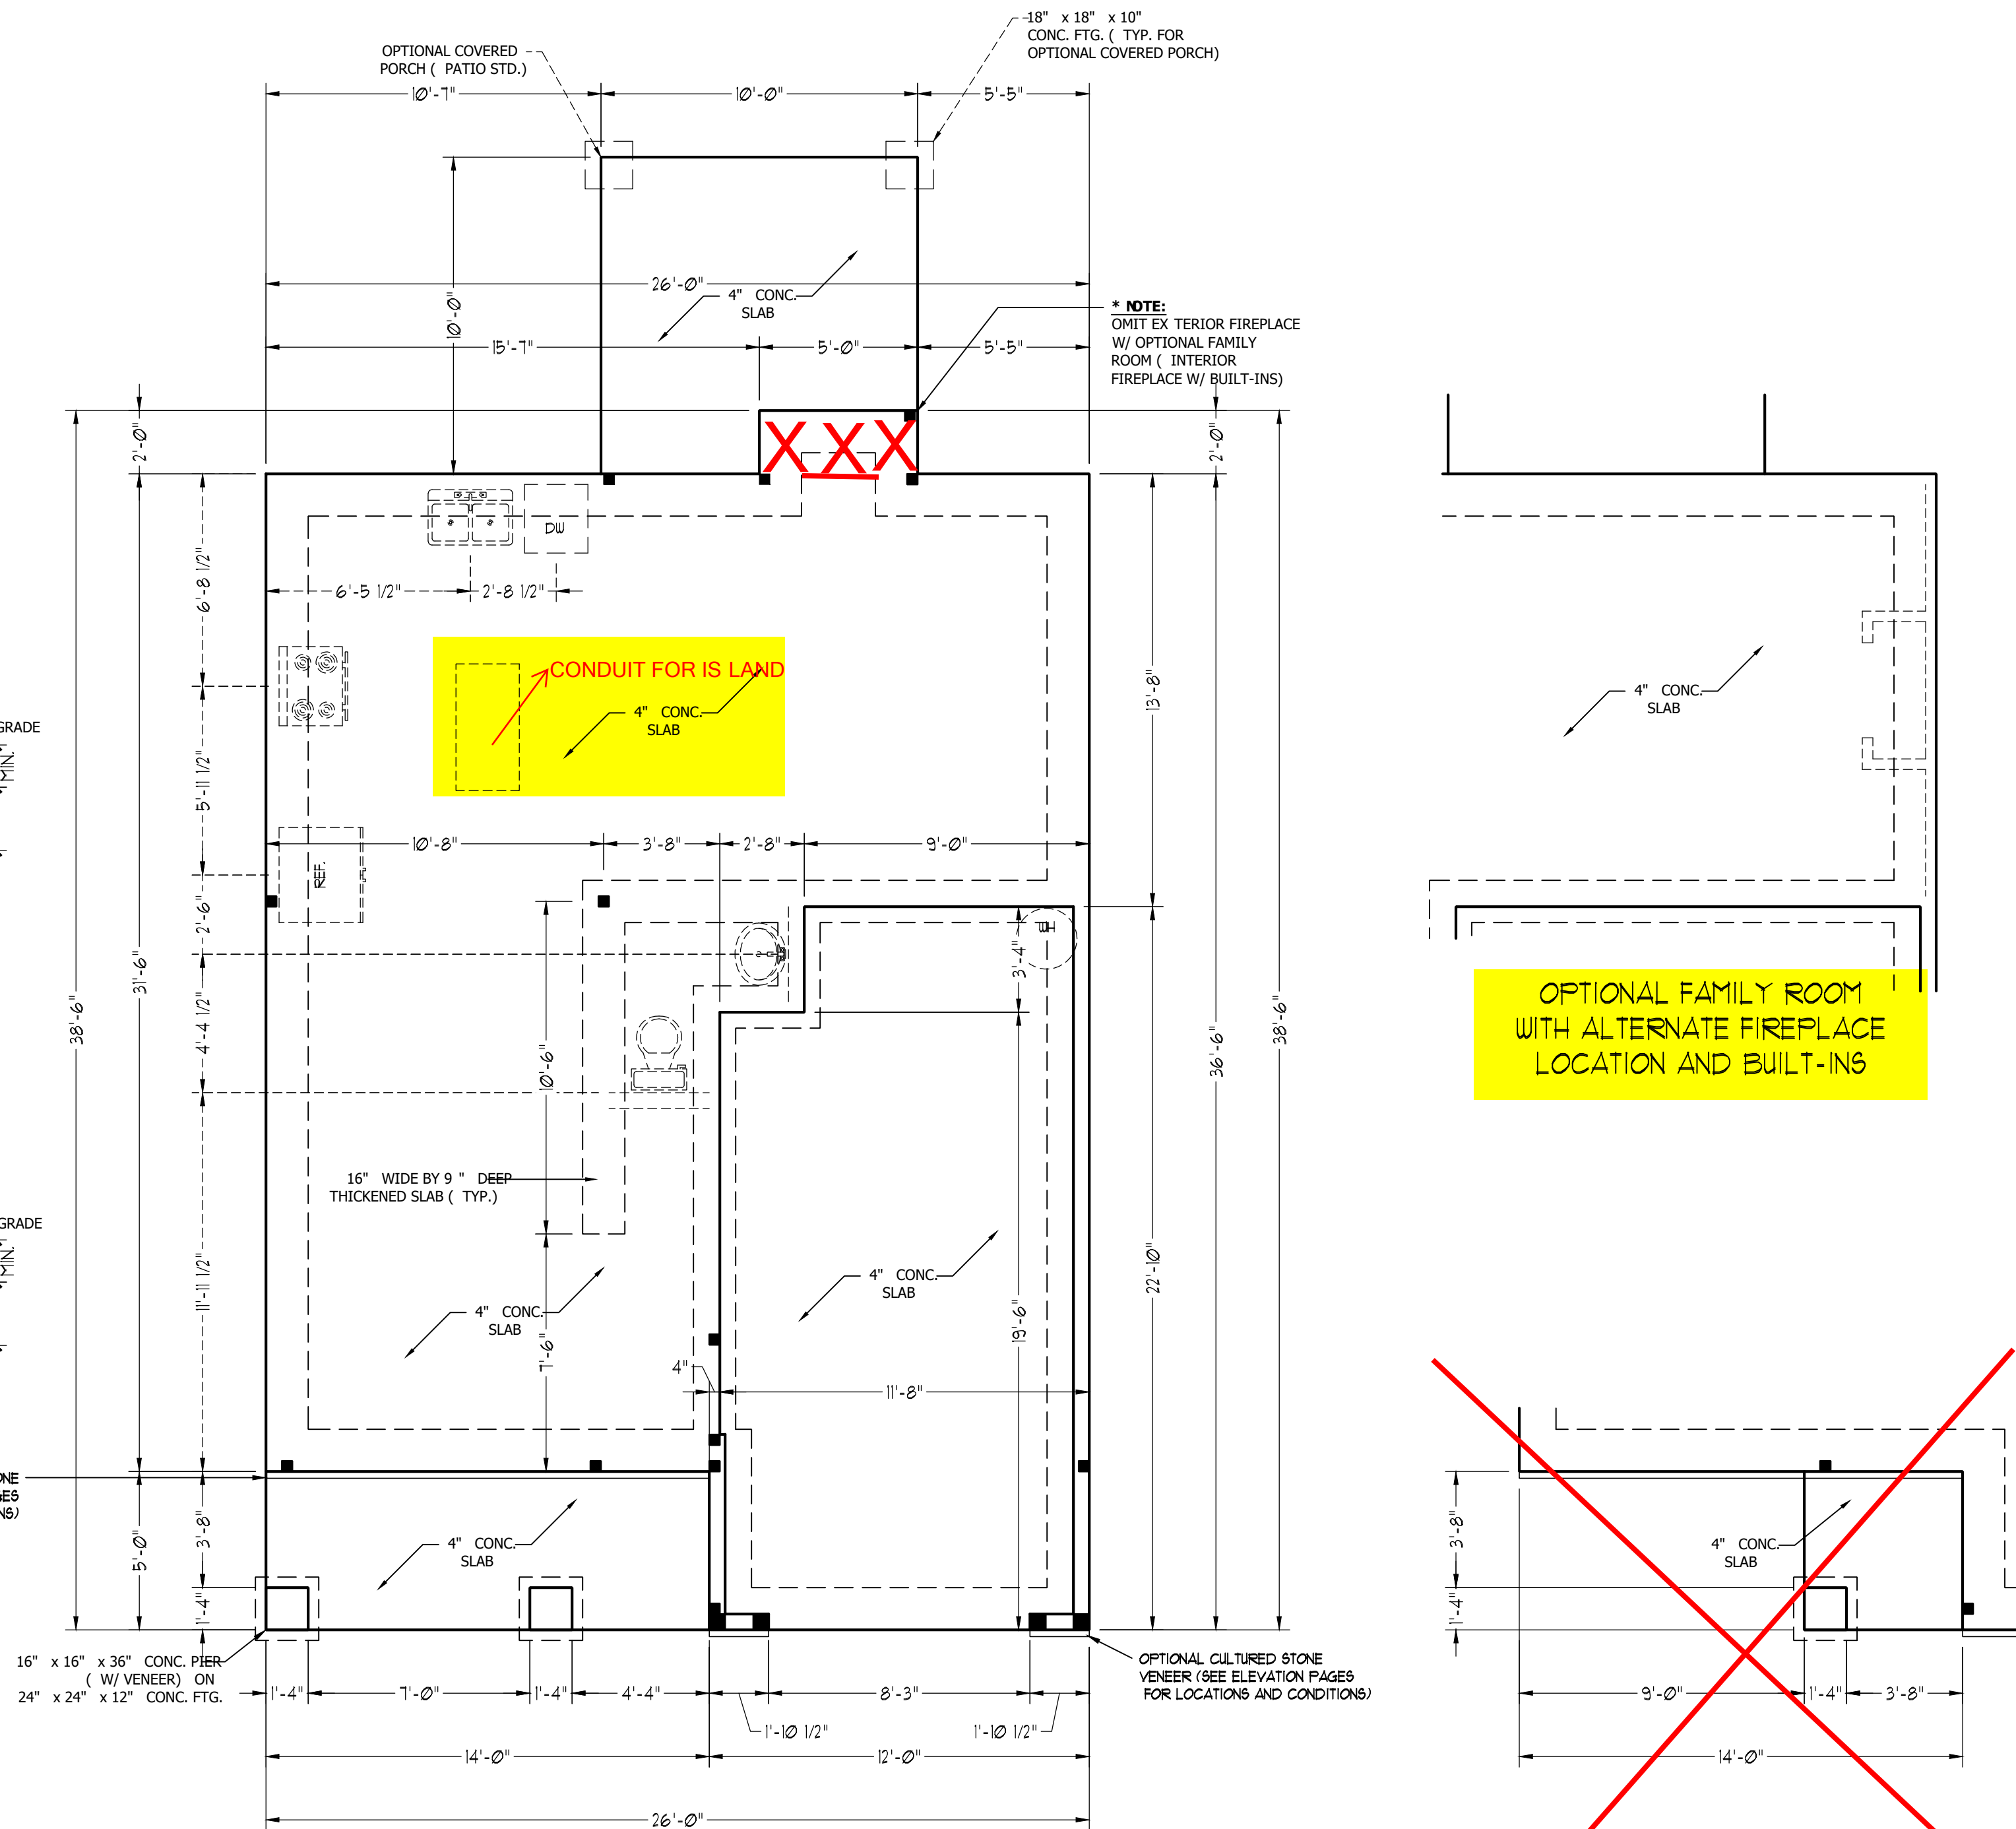 18" x 18" x 10"
CONC. FTG. ( TYP. FOR
OPTIONAL COVERED PORCH)
OPTIONAL COVERED
PORCH ( PATIO STD.)
10'-7"
10'-0"
5'-5"
26'-0"
10'-0"
4" CONC.
SLAB
* NOTE:
OMIT EX TERIOR FIREPLACE
W/ OPTIONAL FAMILY
ROOM ( INTERIOR
FIREPLACE W/ BUILT-INS)
15'-7"
5'-0"
5'-5"
2'-0"
2'-0"
XXX
DW
6'-5 1/2"
2'-8 1/2"
6'-8 1/2"
CONDUIT FOR IS LAND
4" CONC.
SLAB
13'-8"
4" CONC.
SLAB
GRADE
MIN.
5'-11 1/2"
10'-8"
3'-8"
2'-8"
9'-0"
REF.
2'-6"
WH
3'-4"
31'-6"
38'-6"
4'-4 1/2"
10'-6"
36'-6"
38'-6"
OPTIONAL FAMILY ROOM
WITH ALTERNATE FIREPLACE
LOCATION AND BUILT-INS
16" WIDE BY 9 " DEEP
THICKENED SLAB ( TYP.)
GRADE
MIN.
11'-11 1/2"
22'-10"
4" CONC.
SLAB
4" CONC.
SLAB
7'-6"
19'-6"
4"
11'-8"
5'-0"
3'-8"
4" CONC.
SLAB
1'-4"
3'-8"
4" CONC.
SLAB
1'-4"
16" x 16" x 36" CONC. PIER
( W/ VENEER) ON
24" x 24" x 12" CONC. FTG.
1'-4"
7'-0"
1'-4"
4'-4"
8'-3"
1'-10 1/2"
1'-10 1/2"
OPTIONAL CULTURED STONE
VENEER (SEE ELEVATION PAGES
FOR LOCATIONS AND CONDITIONS)
9'-0"
1'-4"
3'-8"
14'-0"
12'-0"
14'-0"
26'-0"